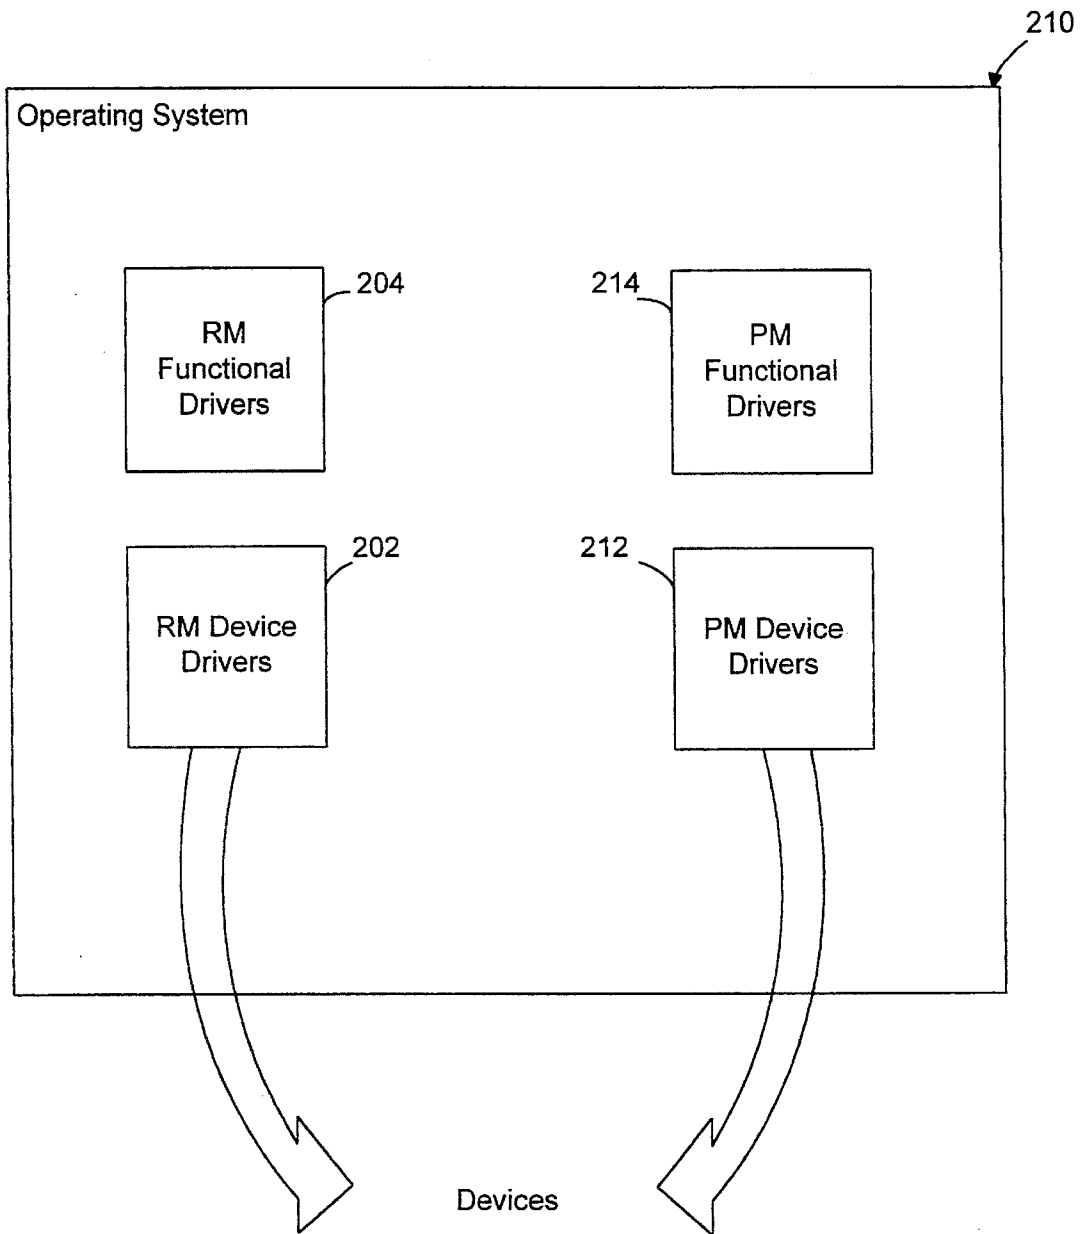 210
Operating System
204
214
RM
Functional
Drivers
PM
Functional
Drivers
202
212
RM Device
Drivers
PM Device
Drivers
Devices